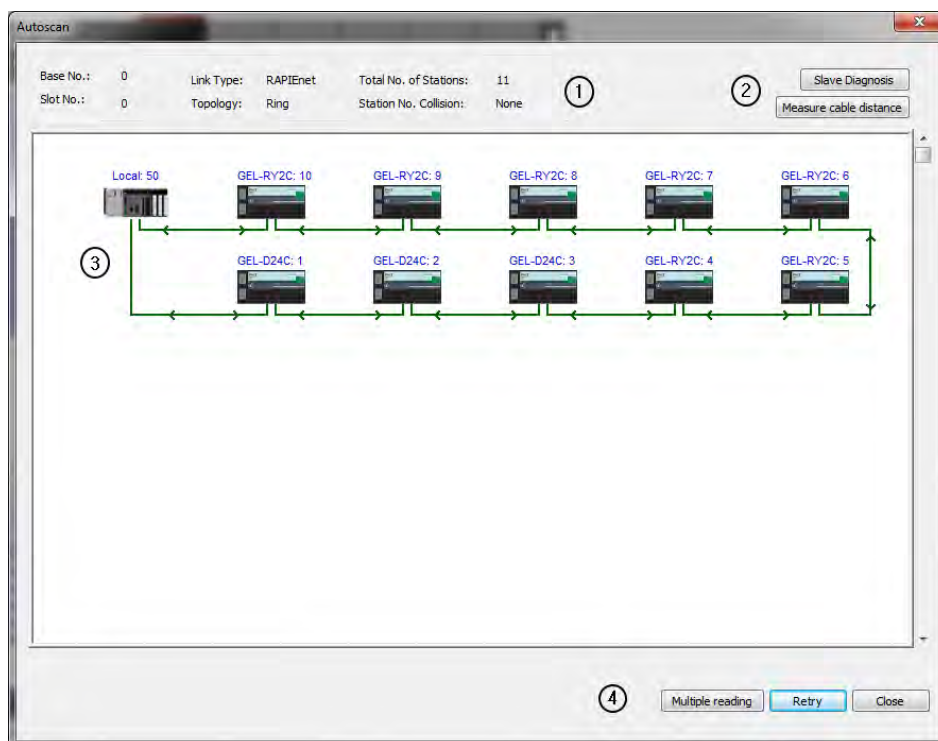 Autoscan
Base No.: 0 Link Type: RAPIEnet Total No. of Stations: 11 1 2 Slave Diagnosis
Slot No.: 0 Topology: Ring Station No. Collision: None Measure cable distance
Local: 50 GEL-RY2C: 10 GEL-RY2C: 9 GEL-RY2C: 8 GEL-RY2C: 7 GEL-RY2C: 6
3
GEL-D24C: 1 GEL-D24C: 2 GEL-D24C: 3 GEL-RY2C: 4 GEL-RY2C: 5
4 Multiple reading Retry Close